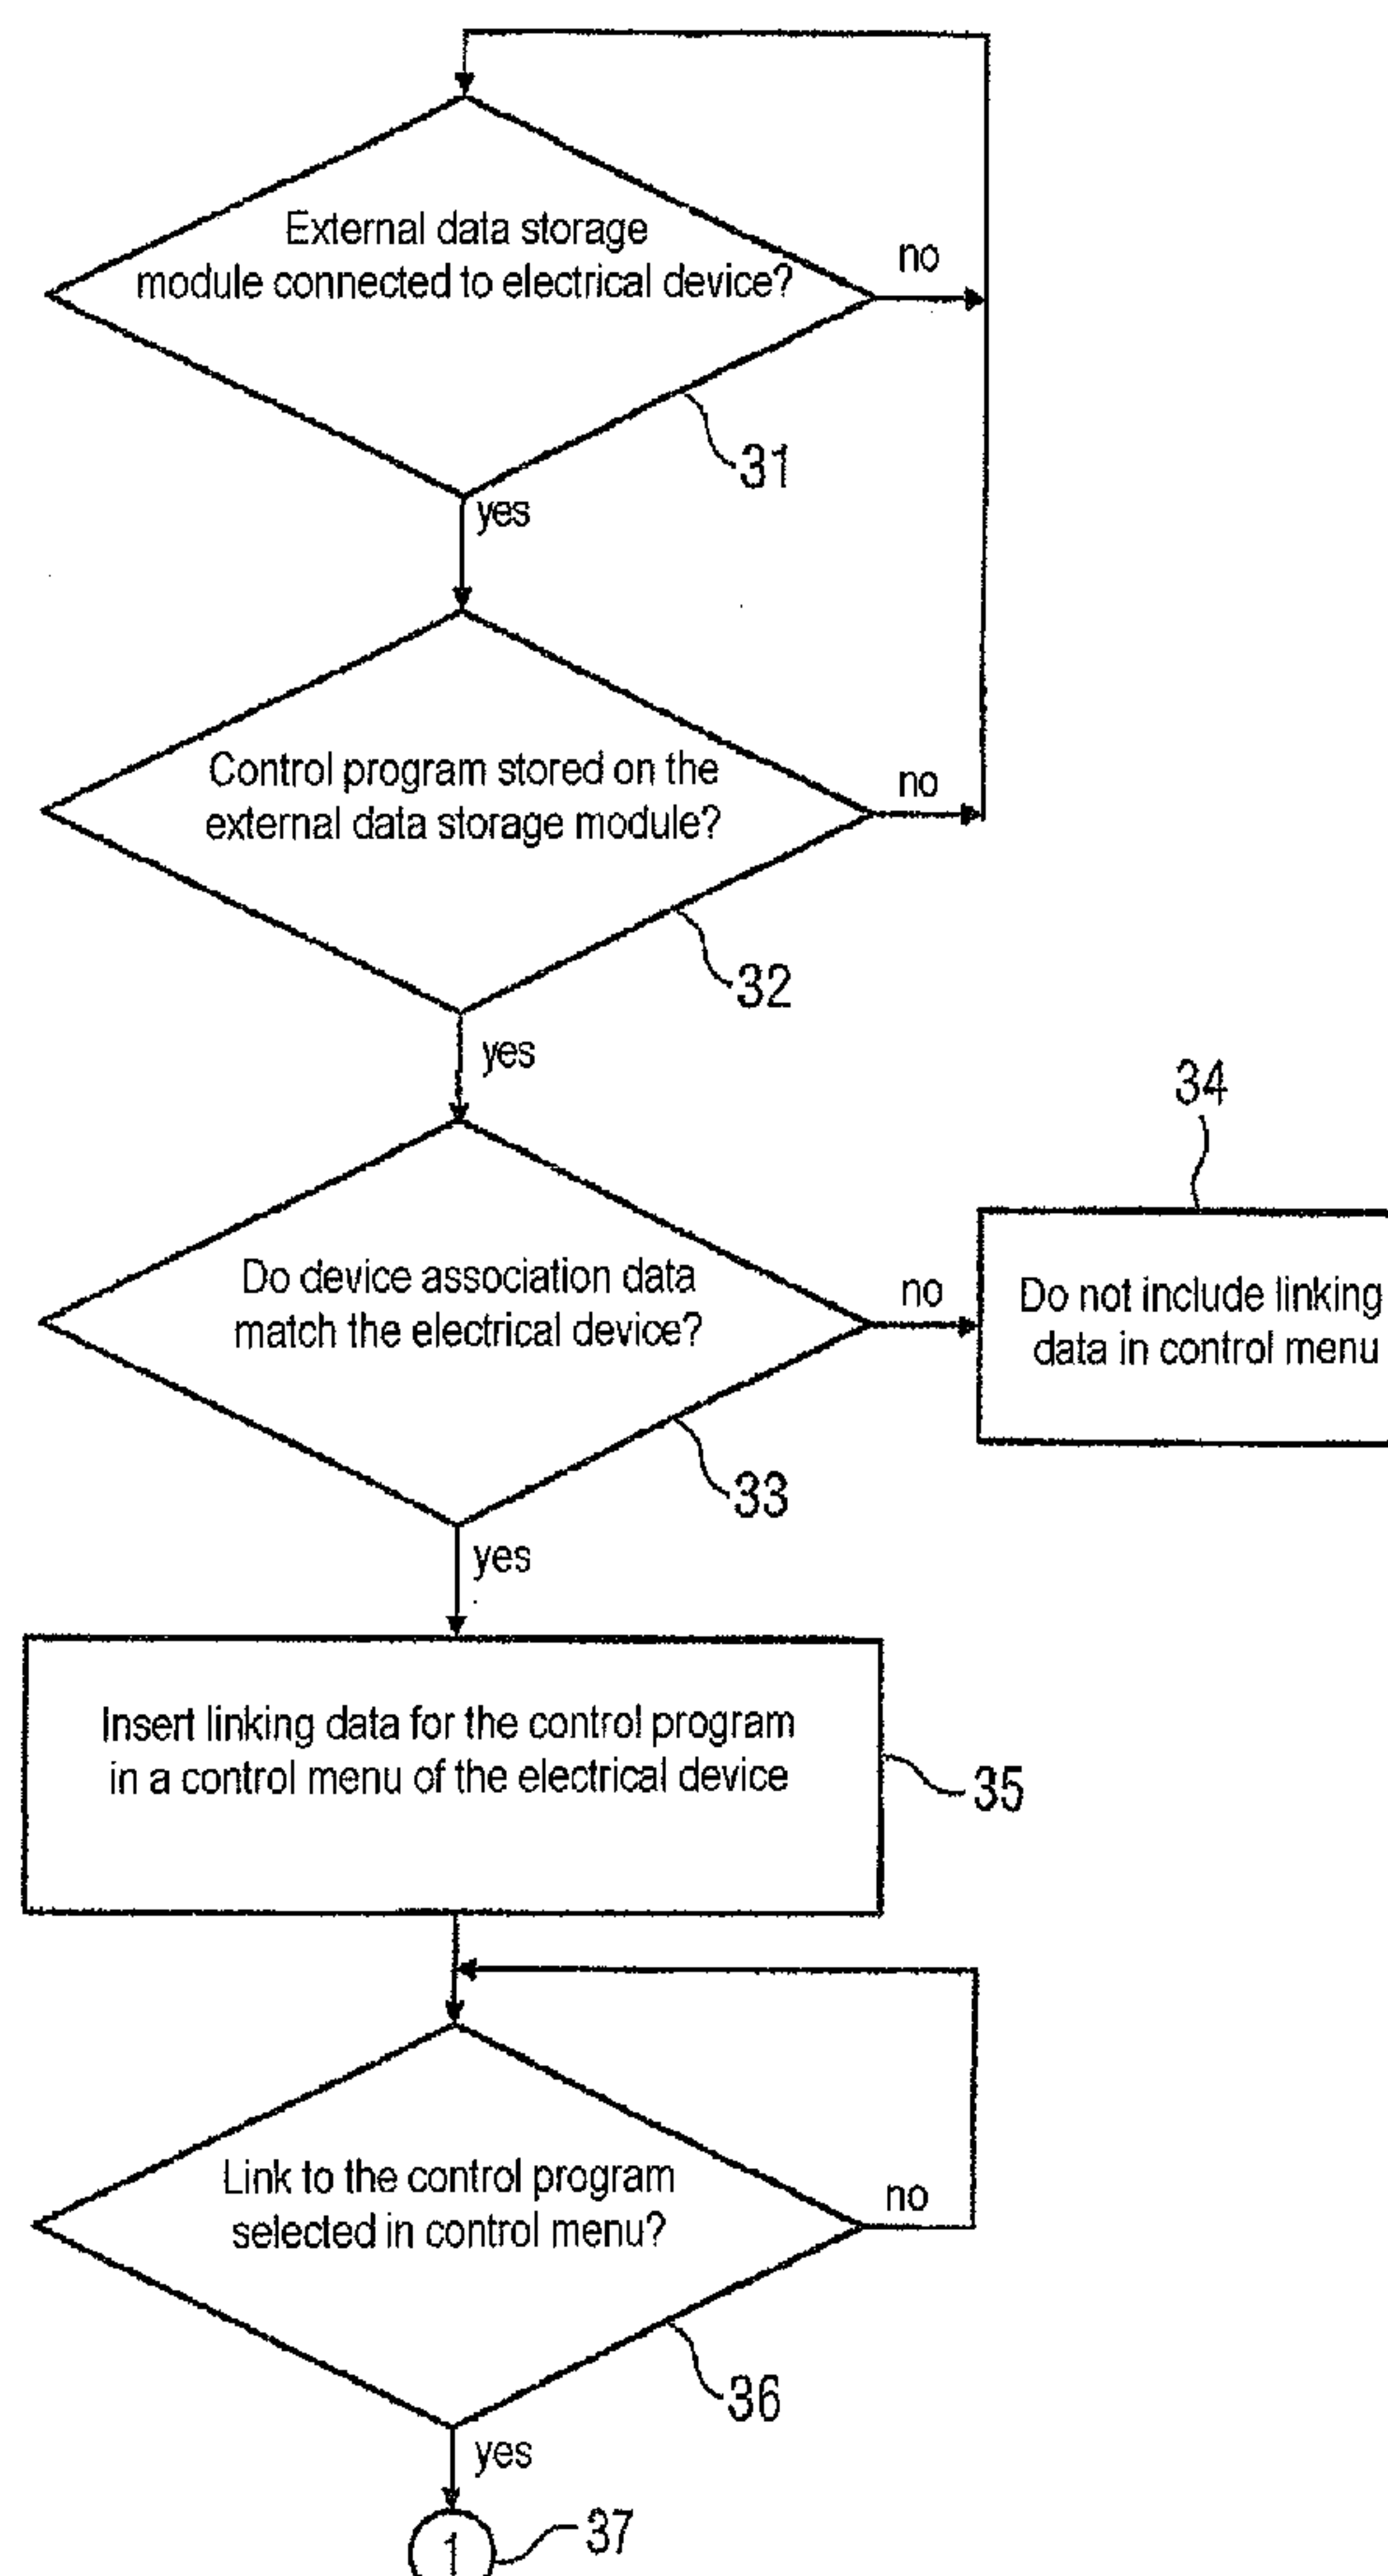 External data storage
module connected to electrical device?
no
31
yes
Control program stored on the
external data storage module?
no
32
yes
34
Do device association data
match the electrical device?
no
Do not include linking
data in control menu
33
yes
Insert linking data for the control program
in a control menu of the electrical device
35
Link to the control program
selected in control menu?
no
36
yes
1
37